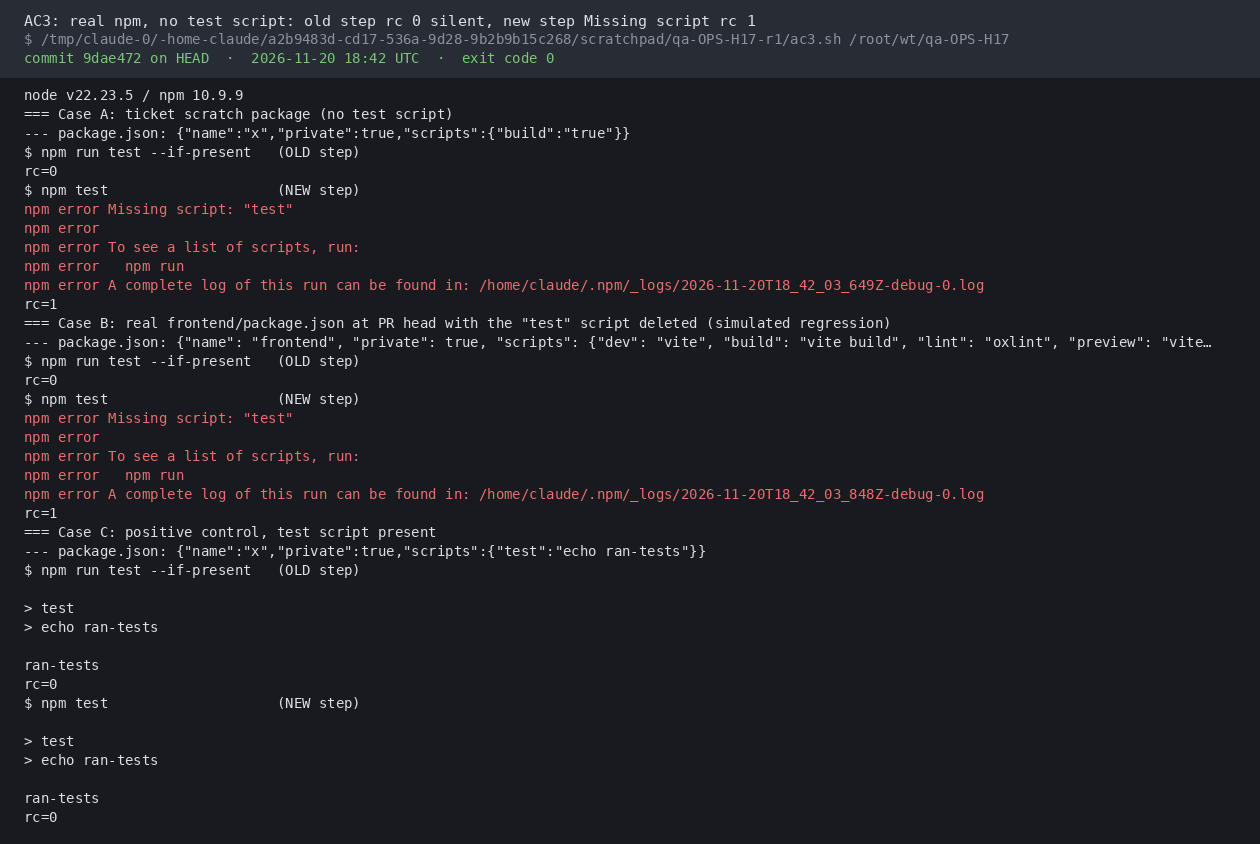 AC3: real npm, no test script: old step rc 0 silent, new step Missing script rc 1
$ /tmp/claude-0/-home-claude/a2b9483d-cd17-536a-9d28-9b2b9b15c268/scratchpad/qa-OPS-H17-r1/ac3.sh /root/wt/qa-OPS-H17
commit 9dae472 on HEAD  ·  2026-11-20 18:42 UTC  ·  exit code 0
node v22.23.5 / npm 10.9.9
=== Case A: ticket scratch package (no test script)
--- package.json: {"name":"x","private":true,"scripts":{"build":"true"}}
$ npm run test --if-present   (OLD step)
rc=0
$ npm test                    (NEW step)
npm error Missing script: "test"
npm error
npm error To see a list of scripts, run:
npm error   npm run
npm error A complete log of this run can be found in: /home/claude/.npm/_logs/2026-11-20T18_42_03_649Z-debug-0.log
rc=1
=== Case B: real frontend/package.json at PR head with the "test" script deleted (simulated regression)
--- package.json: {"name": "frontend", "private": true, "scripts": {"dev": "vite", "build": "vite build", "lint": "oxlint", "preview": "vite…
$ npm run test --if-present   (OLD step)
rc=0
$ npm test                    (NEW step)
npm error Missing script: "test"
npm error
npm error To see a list of scripts, run:
npm error   npm run
npm error A complete log of this run can be found in: /home/claude/.npm/_logs/2026-11-20T18_42_03_848Z-debug-0.log
rc=1
=== Case C: positive control, test script present
--- package.json: {"name":"x","private":true,"scripts":{"test":"echo ran-tests"}}
$ npm run test --if-present   (OLD step)
> test
> echo ran-tests
ran-tests
rc=0
$ npm test                    (NEW step)
> test
> echo ran-tests
ran-tests
rc=0